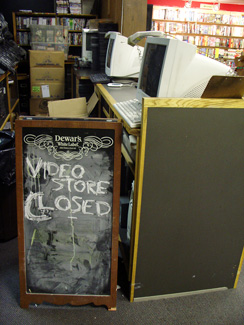 Dewar's
White Label
VIDEO
STORE
CLOSED